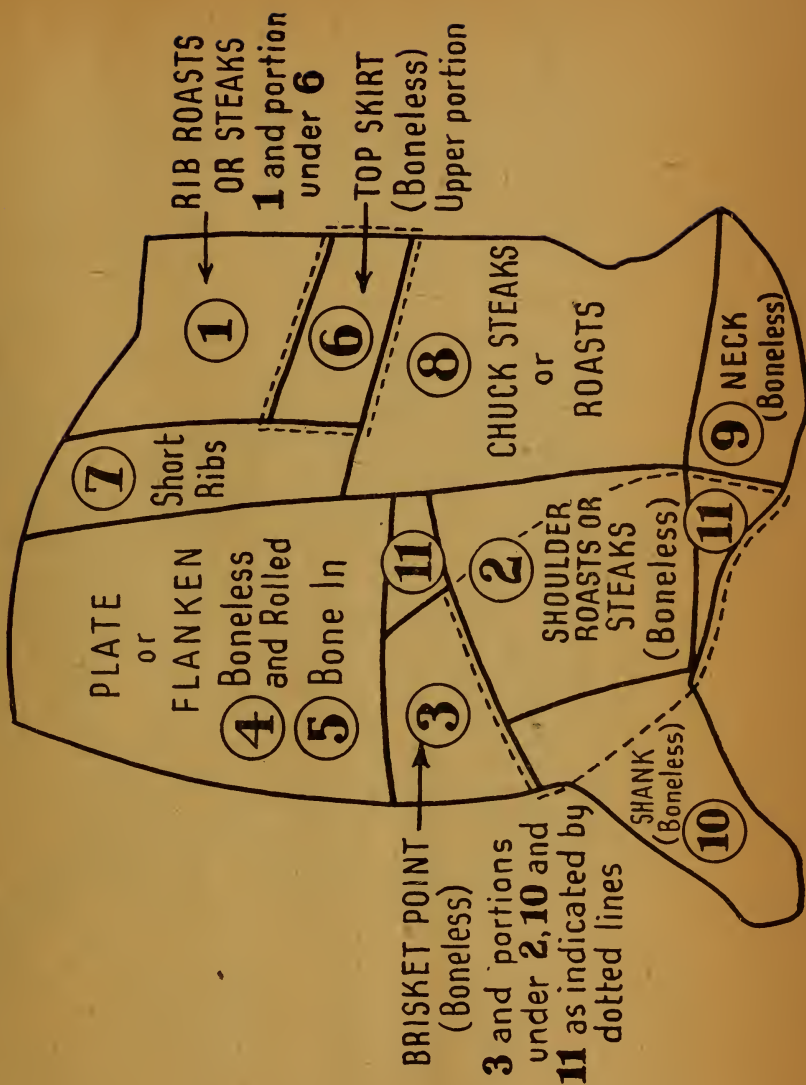 RIB ROASTS
OR STEAKS
1 and portion
under 6
TOP SKIRT
(Boneless)
Upper portion
1
6
7
Short
Ribs
8
CHUCK STEAKS
or
ROASTS
9 NECK
(Boneless)
PLATE
or
FLANKEN
4 Boneless
and Rolled
5 Bone In
11
3
2
SHOULDER
ROASTS OR
STEAKS
(Boneless)
11
SHANK
(Boneless)
10
BRISKET POINT
(Boneless)
3 and portions
under 2,10 and
11 as indicated by
dotted lines